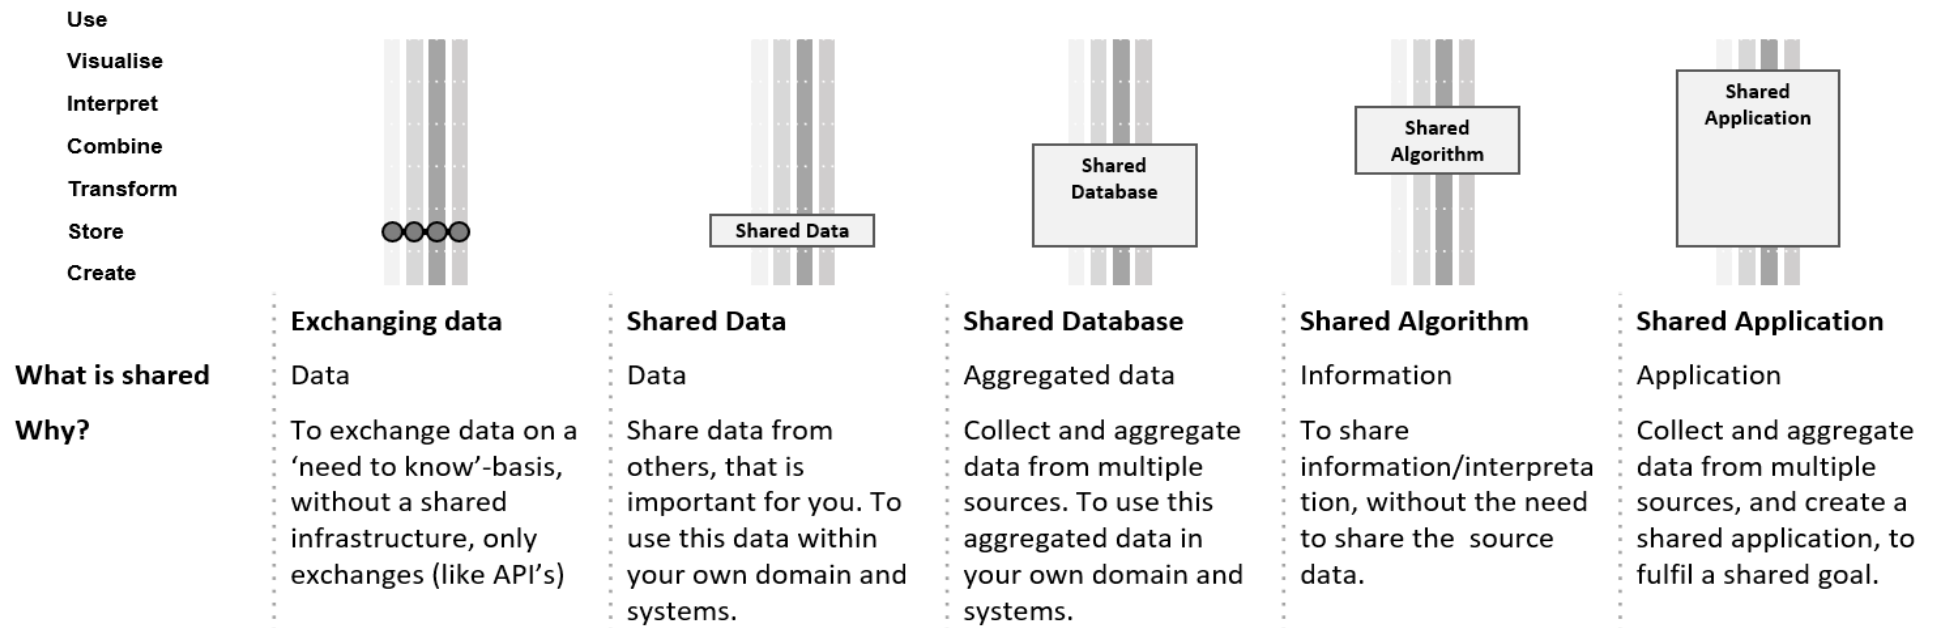 Use
Visualise
Interpret
Combine
Transform
Store
Create
Shared Data
Shared
Database
Shared
Algorithm
Shared
Application
Exchanging data
Shared Data
Shared Database
Shared Algorithm
Shared Application
What is shared
Data
Data
Aggregated data
Information
Application
Why?
To exchange data on a
‘need to know’-basis,
without a shared
infrastructure, only
exchanges (like API’s)
Share data from
others, that is
important for you. To
use this data within
your own domain and
systems.
Collect and aggregate
data from multiple
sources. To use this
aggregated data in
your own domain and
systems.
To share
information/interpreta
tion, without the need
to share the  source
data.
Collect and aggregate
data from multiple
sources, and create a
shared application, to
fulfil a shared goal.